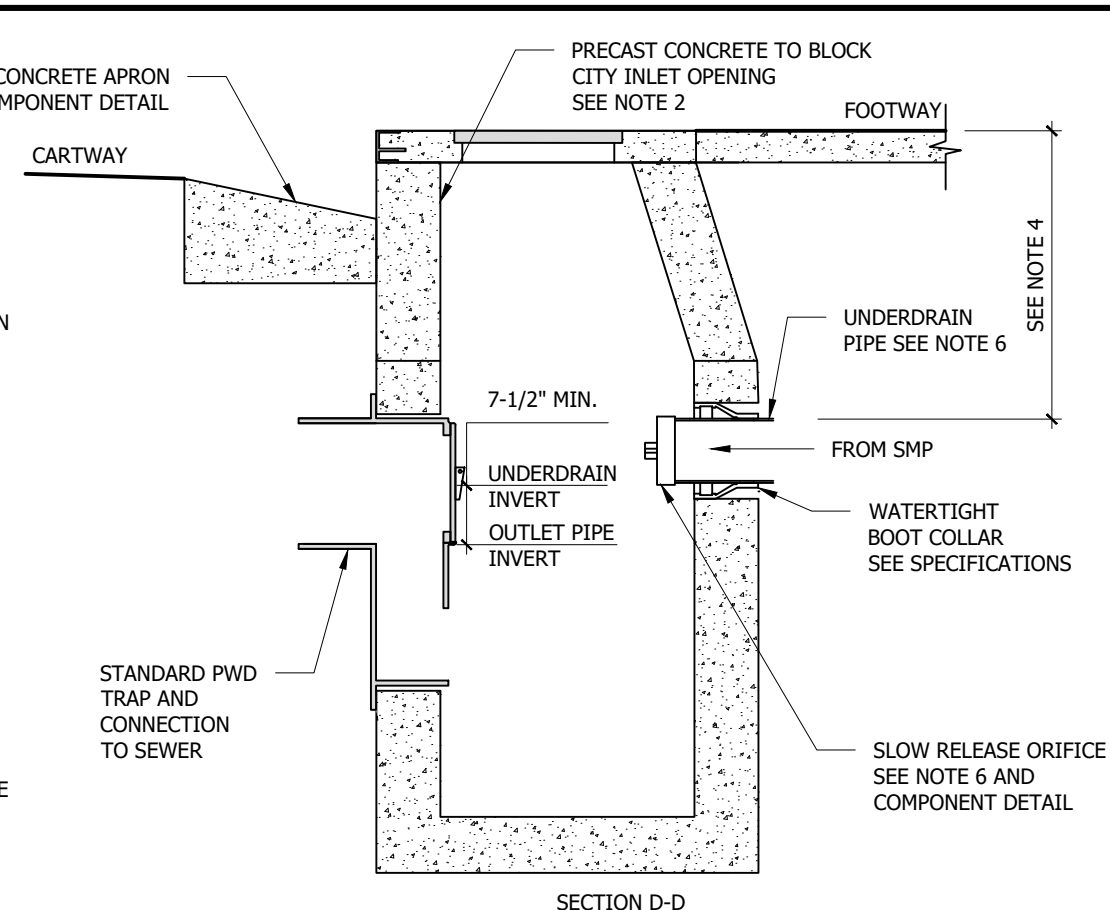 CONCRETE APRON
COMPONENT DETAIL
PRECAST CONCRETE TO BLOCK
CITY INLET OPENING
SEE NOTE 2
FOOTWAY
CARTWAY
SEE NOTE 4
UNDERDRAIN
PIPE SEE NOTE 6
7-1/2" MIN.
FROM SMP
UNDERDRAIN
INVERT
OUTLET PIPE
INVERT
WATERTIGHT
BOOT COLLAR
SEE SPECIFICATIONS
STANDARD PWD
TRAP AND
CONNECTION
TO SEWER
SLOW RELEASE ORIFICE
SEE NOTE 6 AND
COMPONENT DETAIL
SECTION D-D